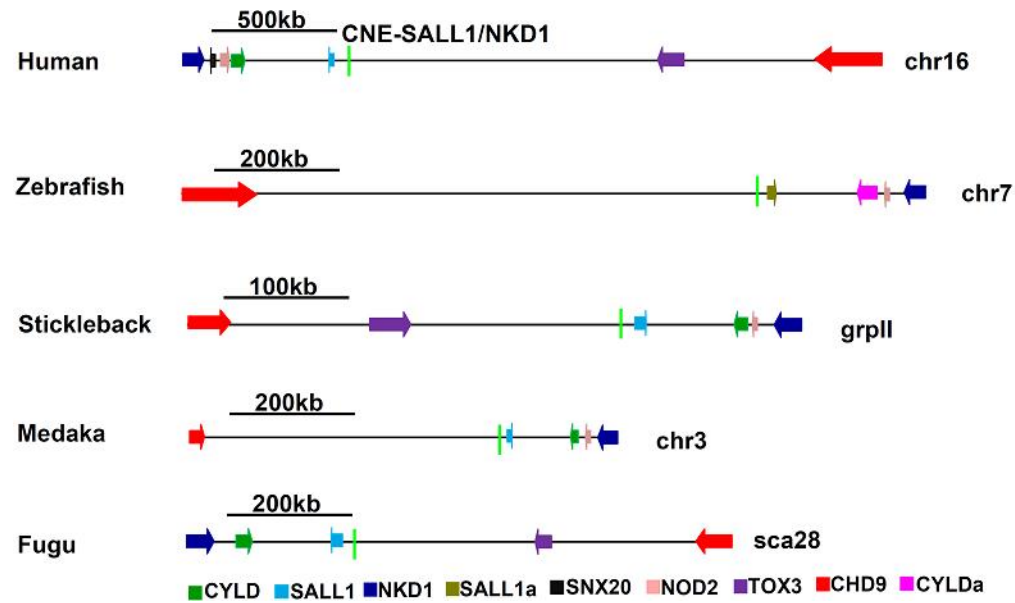 500kb
CNE-SALL1/NKD1
Human
chr16
200kb
Zebrafish
chr7
100kb
Stickleback
grpII
200kb
Medaka
chr3
200kb
Fugu
sca28
CYLD SALL1 NKD1 SALL1a SNX20 NOD2 TOX3 CHD9 CYLDa